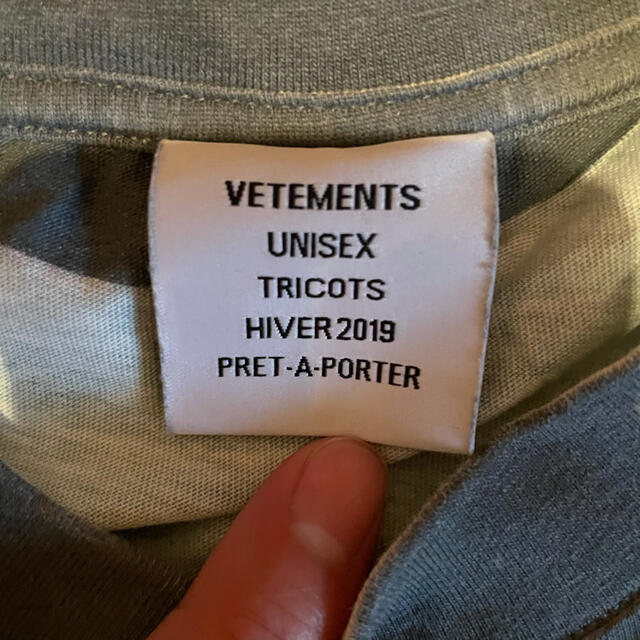 VETEMENTS
UNISEX
TRICOTS
HIVER 2019
PRET-A-PORTER